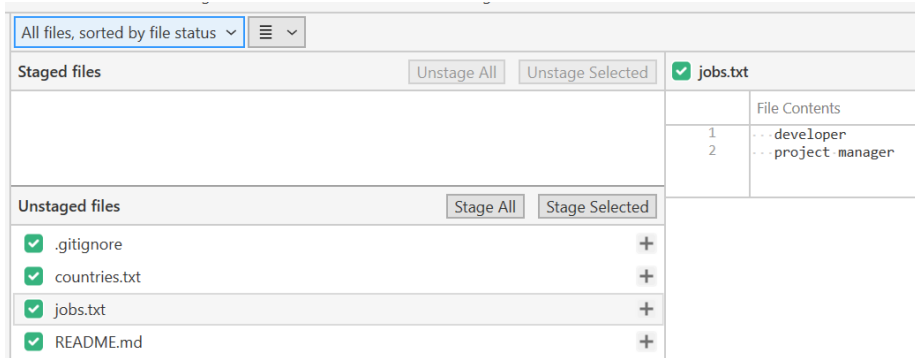 All files, sorted by file status
Staged files
Unstage All
Unstage Selected
Unstaged files
Stage All
Stage Selected
.gitignore
countries.txt
jobs.txt
README.md
jobs.txt
File Contents
1 ···developer
2 ···project·manager